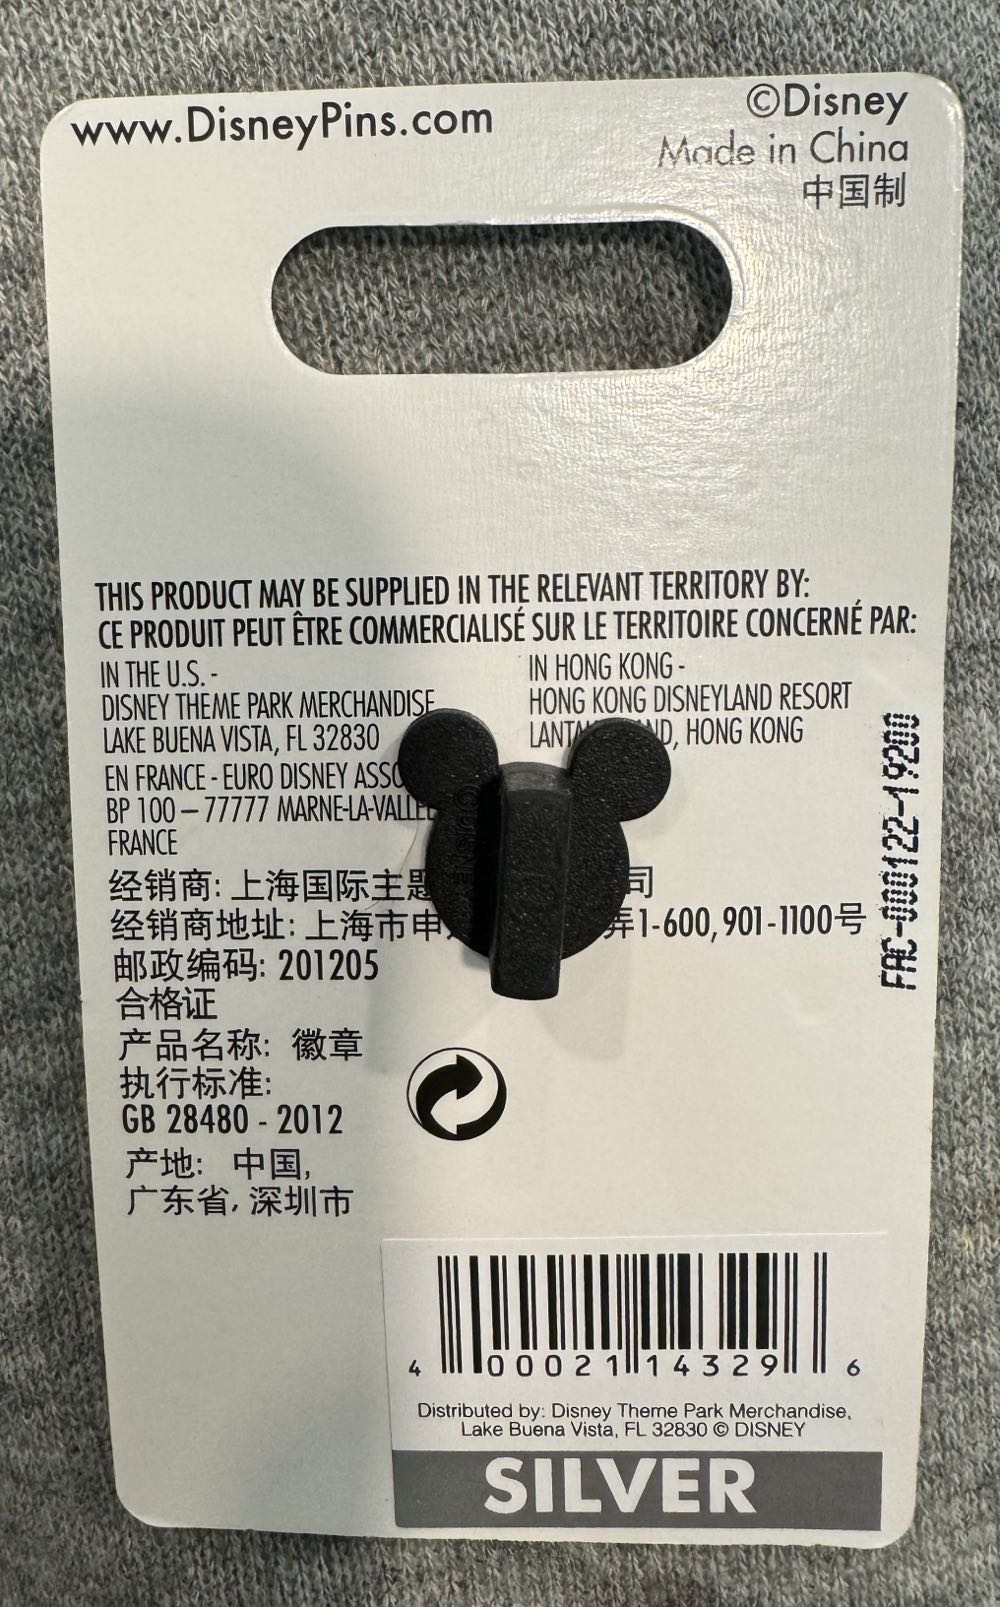 www.DisneyPins.com
©Disney
Made in China
中国制
THIS PRODUCT MAY BE SUPPLIED IN THE RELEVANT TERRITORY BY:
CE PRODUIT PEUT ÊTRE COMMERCIALISÉ SUR LE TERRITOIRE CONCERNÉ PAR:
IN THE U.S. -
DISNEY THEME PARK MERCHANDISE
LAKE BUENA VISTA, FL 32830
IN HONG KONG -
HONG KONG DISNEYLAND RESORT
HONG KONG
EN FRANCE - EURO DISNEY
BP 100 – 77777 MARNE-LA-VALLÉE
FRANCE
经销商: 上海国际主题 司
经销商地址: 上海市申 弄1-600, 901-1100号
邮政编码: 201205
合格证
产品名称: 徽章
执行标准:
GB 28480 - 2012
产地: 中国,
广东省, 深圳市
FAC-000122-19200
4 00021 14329 6
Distributed by: Disney Theme Park Merchandise,
Lake Buena Vista, FL 32830 © DISNEY
SILVER